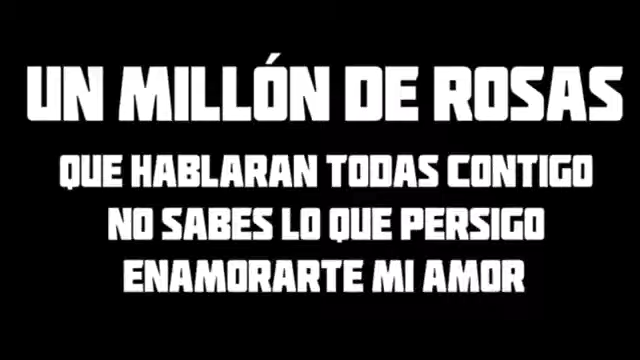 UN MILLÓN DE ROSAS
QUE HABLARAN TODAS CONTIGO
NO SABES LO QUE PERSIGO
ENAMORARTE MI AMOR